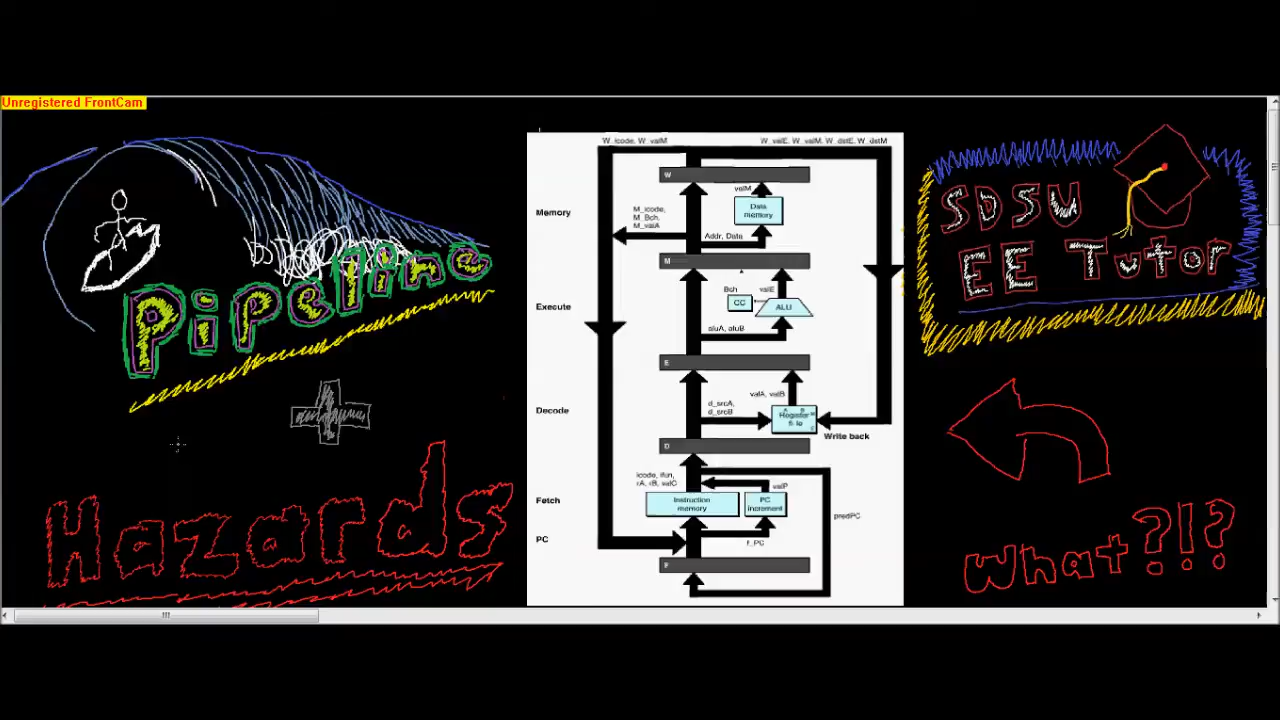 Unregistered FrontCam
Pipeline
Hazards
W_icode, W_valM
W_valE, W_valM, W_dstE, W_dstM
W
valM
Memory
Data
memory
M_icode,
M_Bch,
M_valA
Addr, Data
M
Bch
valE
CC
ALU
Execute
aluA, aluB
E
valA, valB
d_srcA,
d_srcB
Decode
A B
Register
file
Write back
D
icode, ifun,
rA, rB, valC
valP
Fetch
Instruction
memory
PC
increment
predPC
PC
f_PC
F
SDSU
EE Tutor
What?!?